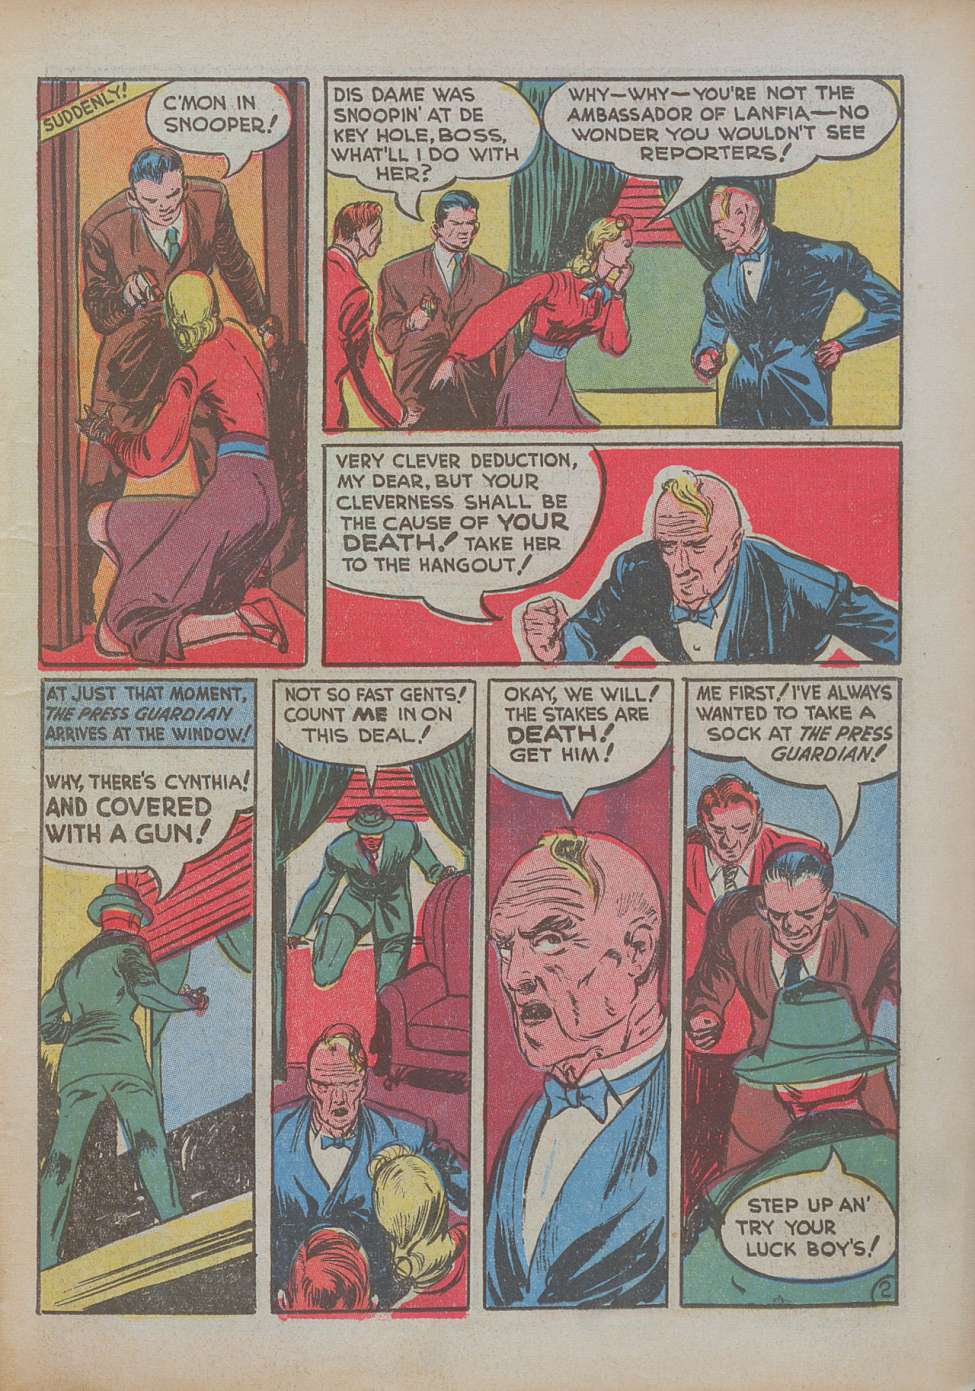 SUDDENLY!
C'MON IN
SNOOPER!
DIS DAME WAS
SNOOPIN' AT DE
KEY HOLE, BOSS,
WHAT'LL I DO WITH
HER?
WHY—WHY—YOU'RE NOT THE
AMBASSADOR OF LANFIA—NO
WONDER YOU WOULDN'T SEE
REPORTERS!
VERY CLEVER DEDUCTION,
MY DEAR, BUT YOUR
CLEVERNESS SHALL BE
THE CAUSE OF YOUR
DEATH! TAKE HER
TO THE HANGOUT!
AT JUST THAT MOMENT,
THE PRESS GUARDIAN
ARRIVES AT THE WINDOW!
WHY, THERE'S CYNTHIA!
AND COVERED
WITH A GUN!
NOT SO FAST GENTS!
COUNT ME IN ON
THIS DEAL!
OKAY, WE WILL!
THE STAKES ARE
DEATH!
GET HIM!
ME FIRST! I'VE ALWAYS
WANTED TO TAKE A
SOCK AT THE PRESS
GUARDIAN!
STEP UP AN'
TRY YOUR
LUCK BOY'S!
2